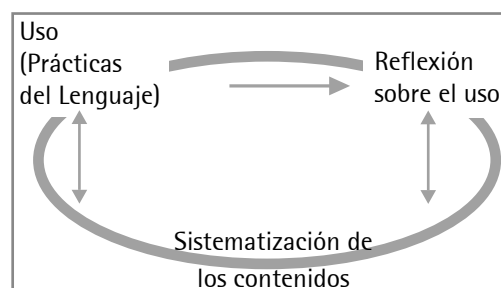 Uso
(Prácticas
del Lenguaje)
Reflexión
sobre el uso
Sistematización de
los contenidos